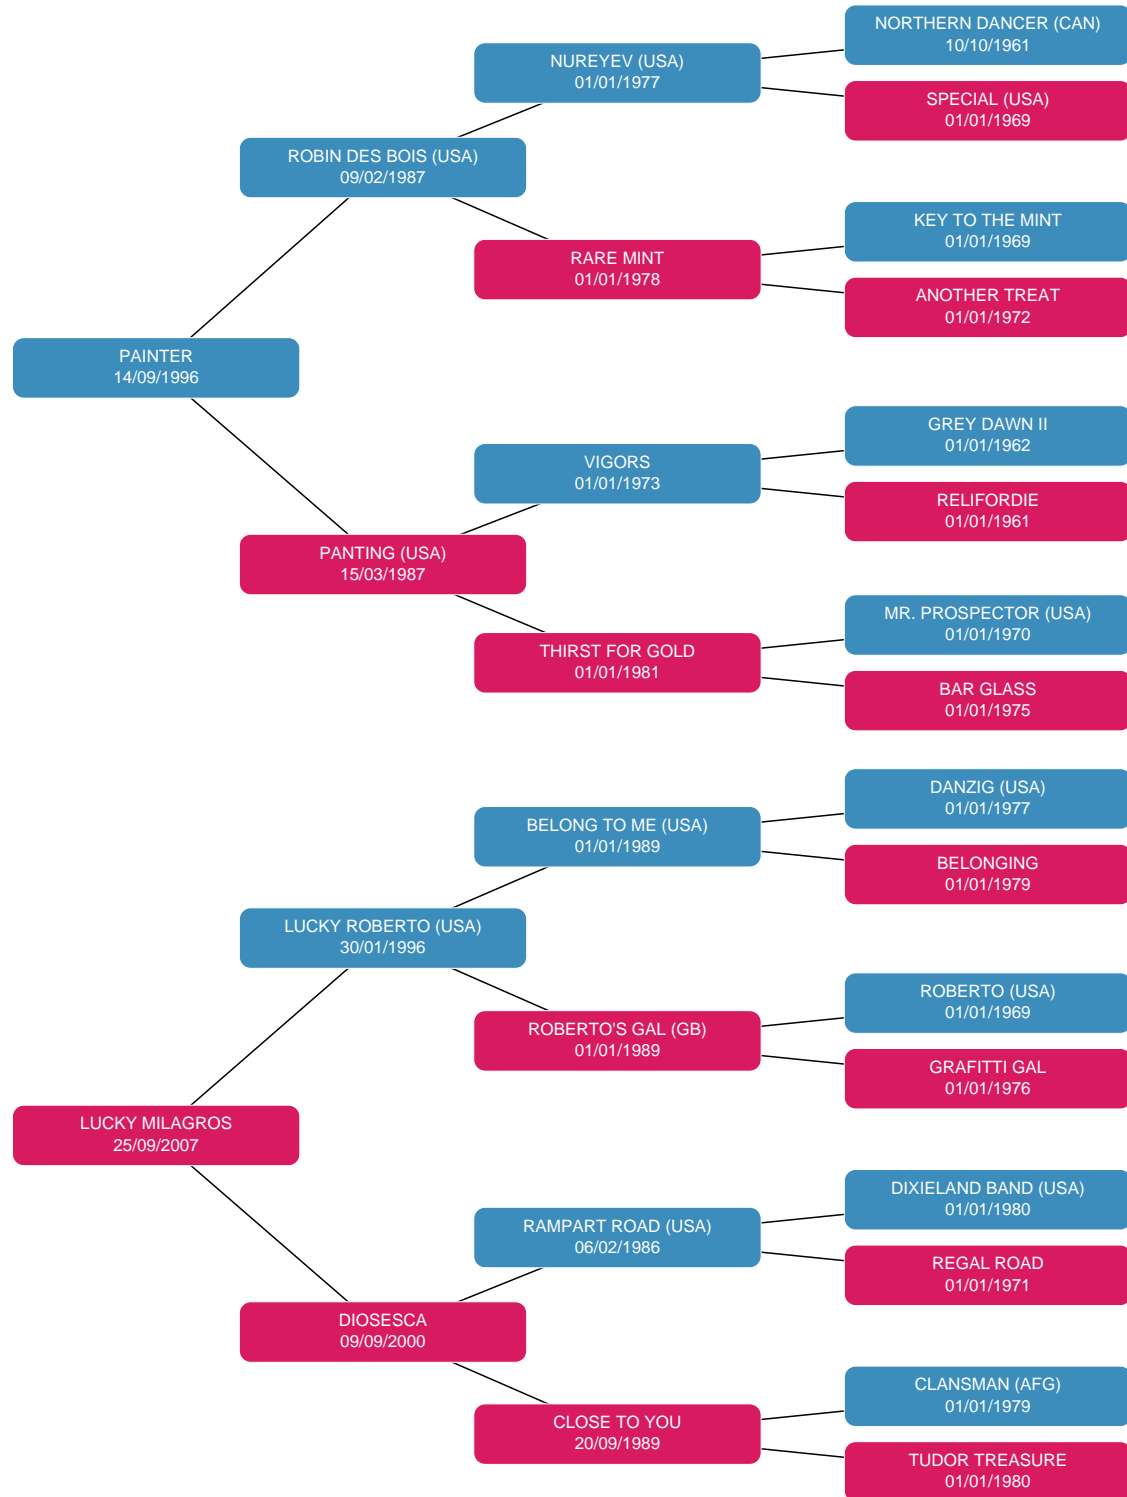 NORTHERN DANCER (CAN)
10/10/1961
NUREYEV (USA)
01/01/1977
SPECIAL (USA)
01/01/1969
ROBIN DES BOIS (USA)
09/02/1987
KEY TO THE MINT
01/01/1969
RARE MINT
01/01/1978
ANOTHER TREAT
01/01/1972
PAINTER
14/09/1996
GREY DAWN II
01/01/1962
VIGORS
01/01/1973
RELIFORDIE
01/01/1961
PANTING (USA)
15/03/1987
MR. PROSPECTOR (USA)
01/01/1970
THIRST FOR GOLD
01/01/1981
BAR GLASS
01/01/1975
DANZIG (USA)
01/01/1977
BELONG TO ME (USA)
01/01/1989
BELONGING
01/01/1979
LUCKY ROBERTO (USA)
30/01/1996
ROBERTO (USA)
01/01/1969
ROBERTO'S GAL (GB)
01/01/1989
GRAFITTI GAL
01/01/1976
LUCKY MILAGROS
25/09/2007
DIXIELAND BAND (USA)
01/01/1980
RAMPART ROAD (USA)
06/02/1986
REGAL ROAD
01/01/1971
DIOSESCA
09/09/2000
CLANSMAN (AFG)
01/01/1979
CLOSE TO YOU
20/09/1989
TUDOR TREASURE
01/01/1980